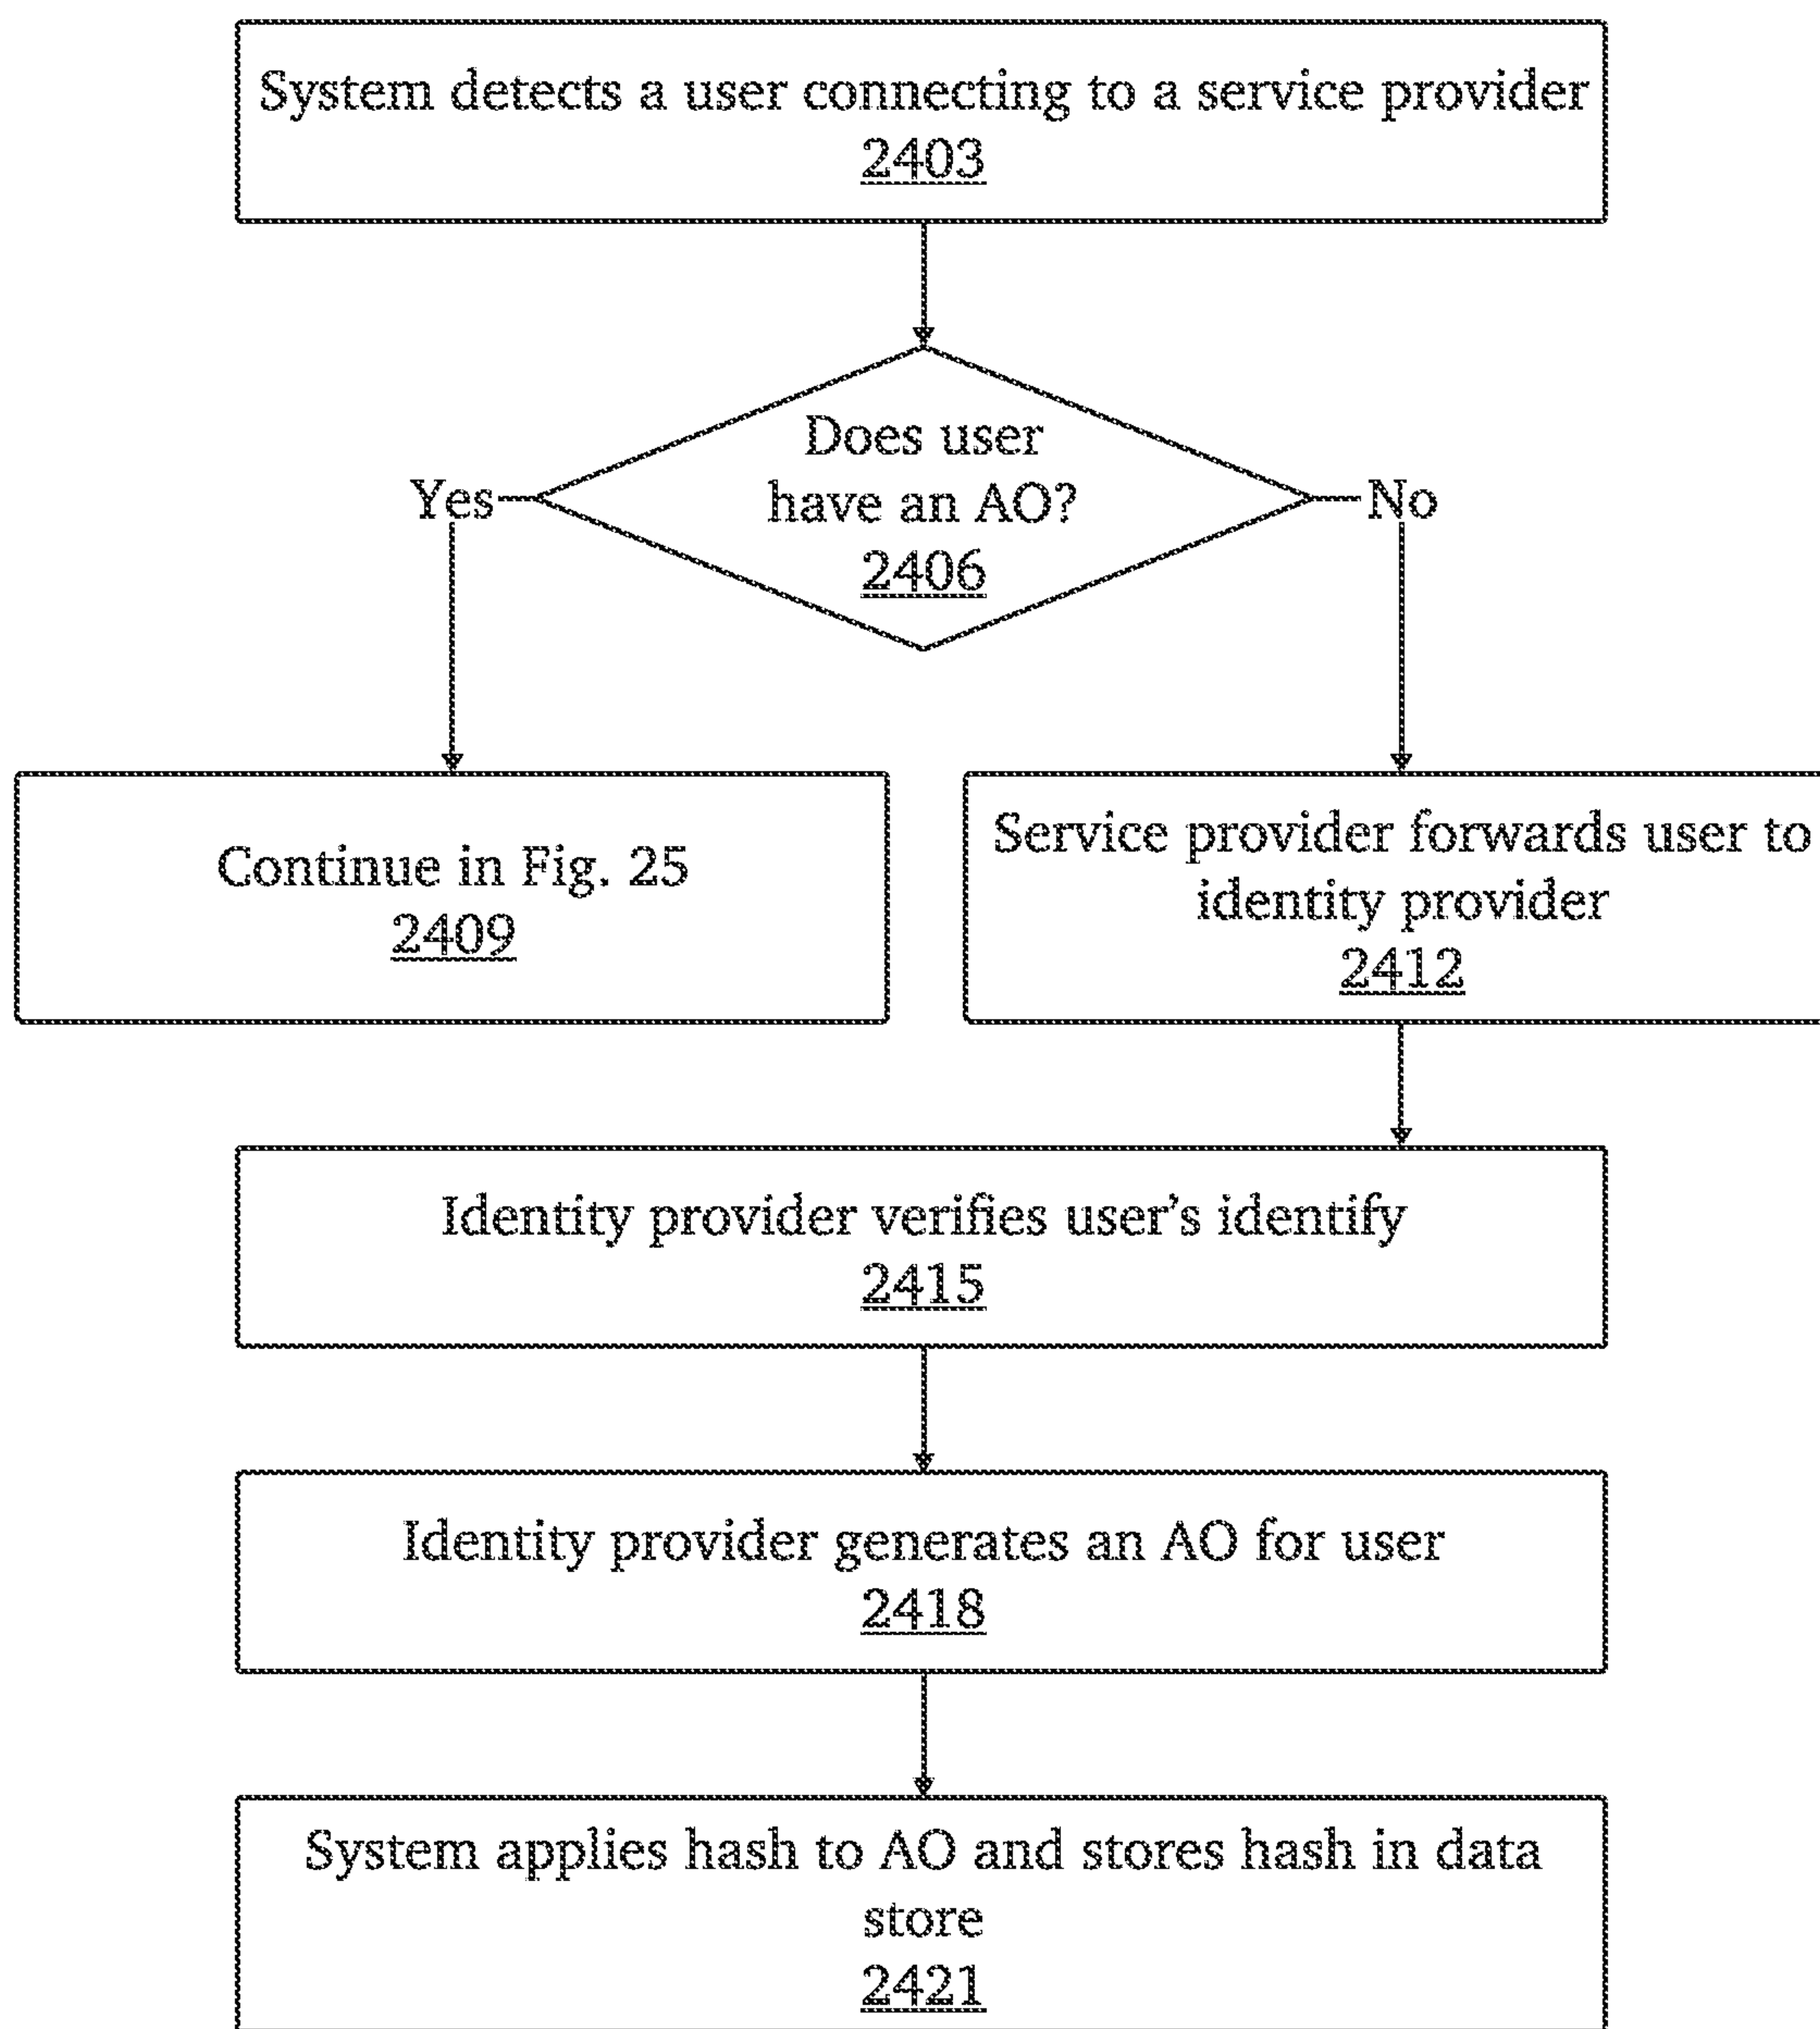 System detects a user connecting to a service provider
2403
Does user
have an AO?
2406
Yes
No
Continue in Fig. 25
2409
Service provider forwards user to
identity provider
2412
Identity provider verifies user's identify
2415
Identity provider generates an AO for user
2418
System applies hash to AO and stores hash in data
store
2421